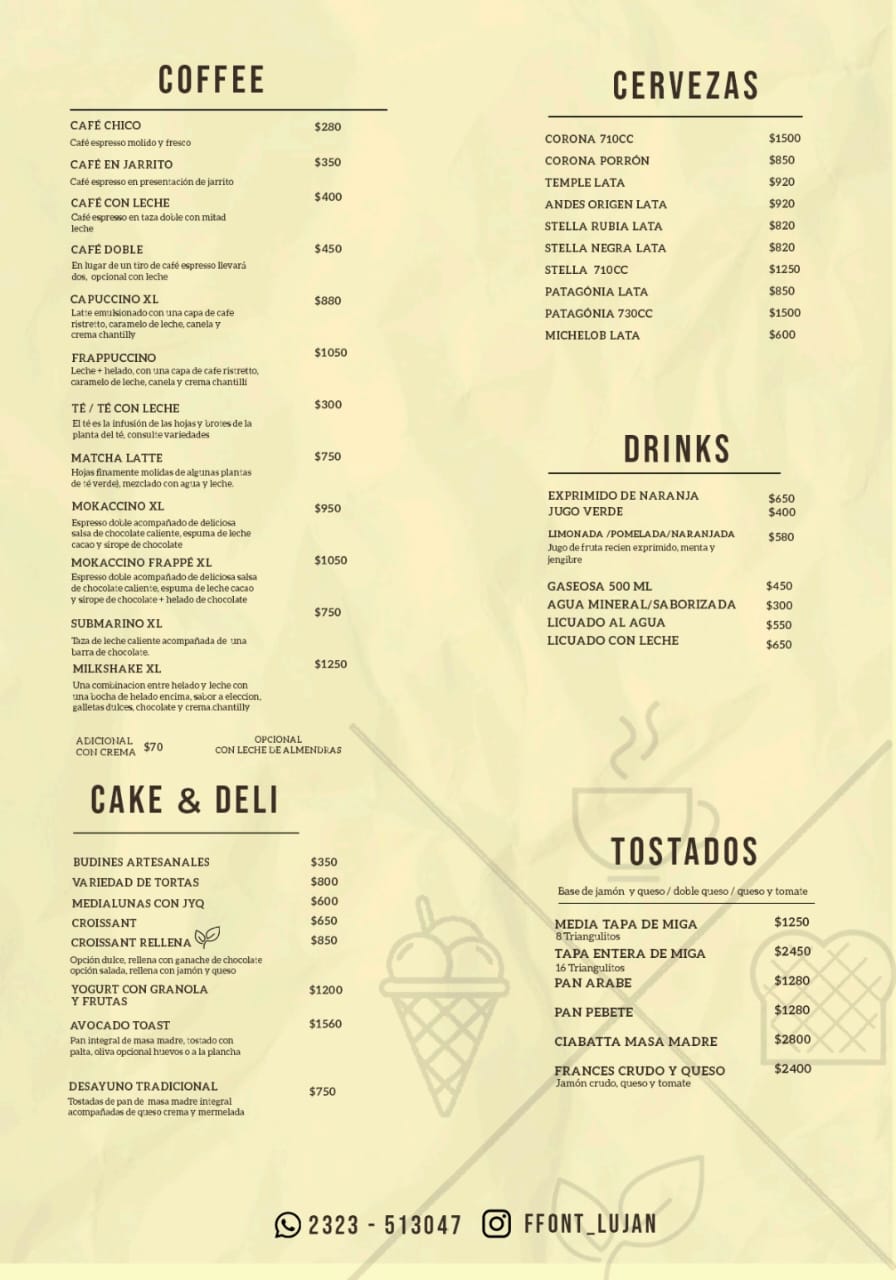 COFFEE
CAFÉ CHICO $280
Café espresso molido y fresco
CAFÉ EN JARRITO $350
Café espresso en presentación de jarrito
CAFÉ CON LECHE $400
Café espresso en taza doble con mitad
leche
CAFÉ DOBLE $450
En lugar de un tiro de café espresso llevará
dos, opcional con leche
CAPUCCINO XL $880
Latte emulsionado con una capa de cafe
ristretto, caramelo de leche, canela y
crema chantilly
FRAPPUCCINO $1050
Leche + helado, con una capa de cafe ristretto,
caramelo de leche, canela y crema chantilli
TÉ / TÉ CON LECHE $300
El té es la infusión de las hojas y brotes de la
planta del té, consulte variedades
MATCHA LATTE $750
Hojas finamente molidas de algunas plantas
de té verde), mezclado con agua y leche.
MOKACCINO XL $950
Espresso doble acompañado de deliciosa
salsa de chocolate caliente, espuma de leche
cacao y sirope de chocolate
MOKACCINO FRAPPÉ XL $1050
Espresso doble acompañado de deliciosa salsa
de chocolate caliente, espuma de leche cacao
y sirope de chocolate + helado de chocolate
SUBMARINO XL $750
Taza de leche caliente acompañada de una
barra de chocolate.
MILKSHAKE XL $1250
Una combinacion entre helado y leche con
una bocha de helado encima, sabor a eleccion,
galletas dulces, chocolate y crema.chantilly
ADICIONAL
CON CREMA $70
OPCIONAL
CON LECHE DE ALMENDRAS
CAKE & DELI
BUDINES ARTESANALES $350
VARIEDAD DE TORTAS $800
MEDIALUNAS CON JYQ $600
CROISSANT $650
CROISSANT RELLENA $850
Opción dulce, rellena con ganache de chocolate
opción salada, rellena con jamón y queso
YOGURT CON GRANOLA $1200
Y FRUTAS
AVOCADO TOAST $1560
Pan integral de masa madre, tostado con
palta, oliva opcional huevos o a la plancha
DESAYUNO TRADICIONAL $750
Tostadas de pan de masa madre integral
acompañadas de queso crema y mermelada
CERVEZAS
CORONA 710CC $1500
CORONA PORRÓN $850
TEMPLE LATA $920
ANDES ORIGEN LATA $920
STELLA RUBIA LATA $820
STELLA NEGRA LATA $820
STELLA 710CC $1250
PATAGÓNIA LATA $850
PATAGÓNIA 730CC $1500
MICHELOB LATA $600
DRINKS
EXPRIMIDO DE NARANJA $650
JUGO VERDE $400
LIMONADA /POMELADA/NARANJADA $580
Jugo de fruta recien exprimido, menta y
jengibre
GASEOSA 500 ML $450
AGUA MINERAL/SABORIZADA $300
LICUADO AL AGUA $550
LICUADO CON LECHE $650
TOSTADOS
Base de jamón y queso / doble queso / queso y tomate
MEDIA TAPA DE MIGA $1250
8 Triangulitos
TAPA ENTERA DE MIGA $2450
16 Triangulitos
PAN ARABE $1280
PAN PEBETE $1280
CIABATTA MASA MADRE $2800
FRANCES CRUDO Y QUESO $2400
Jamón crudo, queso y tomate
2323 - 513047 FFONT_LUJAN